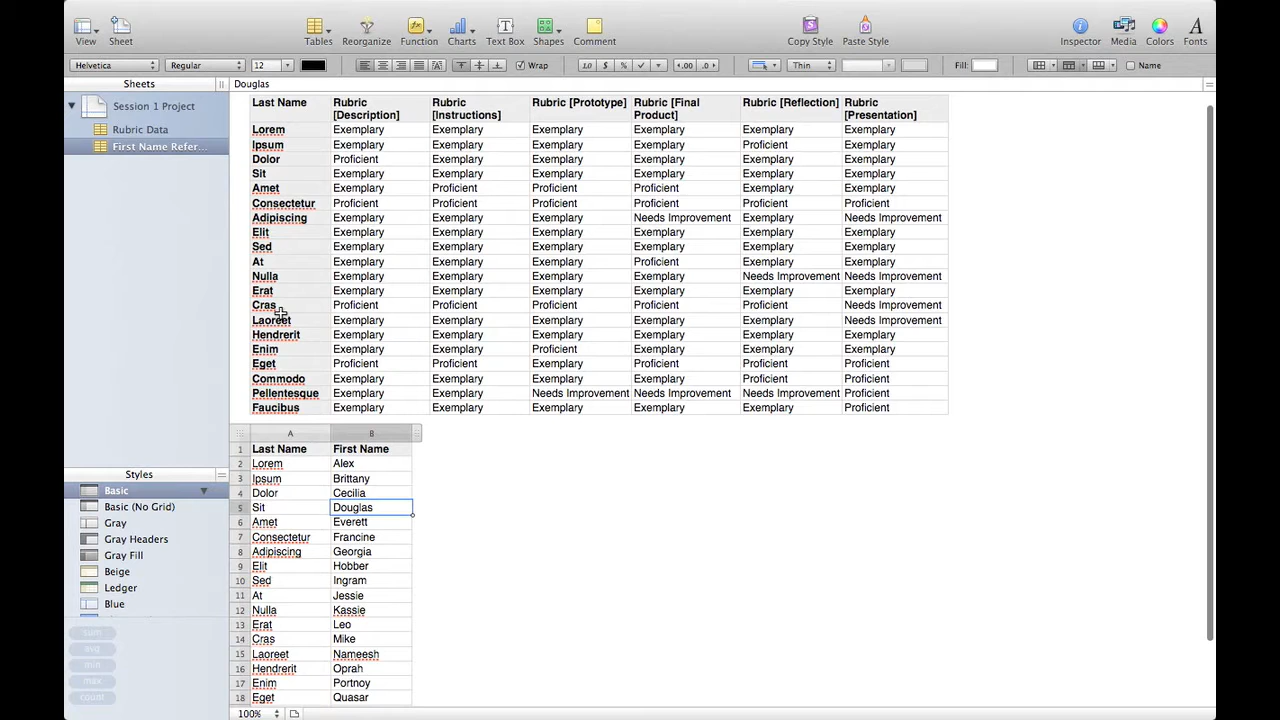 View Sheet Tables Reorganize Function Charts Text Box Shapes Comment Copy Style Paste Style Inspector Media Colors Fonts
Helvetica Regular 12 Wrap 1.0 $ % Thin Fill: Name
Sheets Douglas
Session 1 Project
Rubric Data
First Name Refer...
Last Name Rubric [Description] Rubric [Instructions] Rubric [Prototype] Rubric [Final Product] Rubric [Reflection] Rubric [Presentation]
Lorem Exemplary Exemplary Exemplary Exemplary Exemplary Exemplary
Ipsum Exemplary Exemplary Exemplary Exemplary Proficient Exemplary
Dolor Proficient Exemplary Exemplary Exemplary Exemplary Exemplary
Sit Exemplary Exemplary Exemplary Exemplary Exemplary Exemplary
Amet Exemplary Proficient Proficient Proficient Exemplary Exemplary
Consectetur Proficient Proficient Proficient Proficient Proficient Exemplary
Adipiscing Exemplary Exemplary Exemplary Needs Improvement Exemplary Needs Improvement
Elit Exemplary Exemplary Exemplary Exemplary Exemplary Exemplary
Sed Exemplary Exemplary Exemplary Exemplary Exemplary Exemplary
At Exemplary Exemplary Exemplary Proficient Exemplary Exemplary
Nulla Exemplary Exemplary Exemplary Exemplary Needs Improvement Needs Improvement
Erat Exemplary Exemplary Exemplary Exemplary Exemplary Exemplary
Cras Proficient Proficient Proficient Proficient Proficient Needs Improvement
Laoreet Exemplary Exemplary Exemplary Exemplary Exemplary Needs Improvement
Hendrerit Exemplary Exemplary Exemplary Exemplary Exemplary Exemplary
Enim Exemplary Exemplary Proficient Exemplary Exemplary Exemplary
Eget Proficient Proficient Exemplary Proficient Exemplary Proficient
Commodo Exemplary Exemplary Exemplary Exemplary Proficient Proficient
Pellentesque Exemplary Exemplary Needs Improvement Needs Improvement Needs Improvement Proficient
Faucibus Exemplary Exemplary Exemplary Exemplary Exemplary Proficient
A B
1 Last Name First Name
2 Lorem Alex
3 Ipsum Brittany
4 Dolor Cecilia
5 Sit Douglas
6 Amet Everett
7 Consectetur Francine
8 Adipiscing Georgia
9 Elit Hobber
10 Sed Ingram
11 At Jessie
12 Nulla Kassie
13 Erat Leo
14 Cras Mike
15 Laoreet Nameesh
16 Hendrerit Oprah
17 Enim Portnoy
18 Eget Quasar
Styles
Basic
Basic (No Grid)
Gray
Gray Headers
Gray Fill
Beige
Ledger
Blue
sum
avg
min
max
count
100%